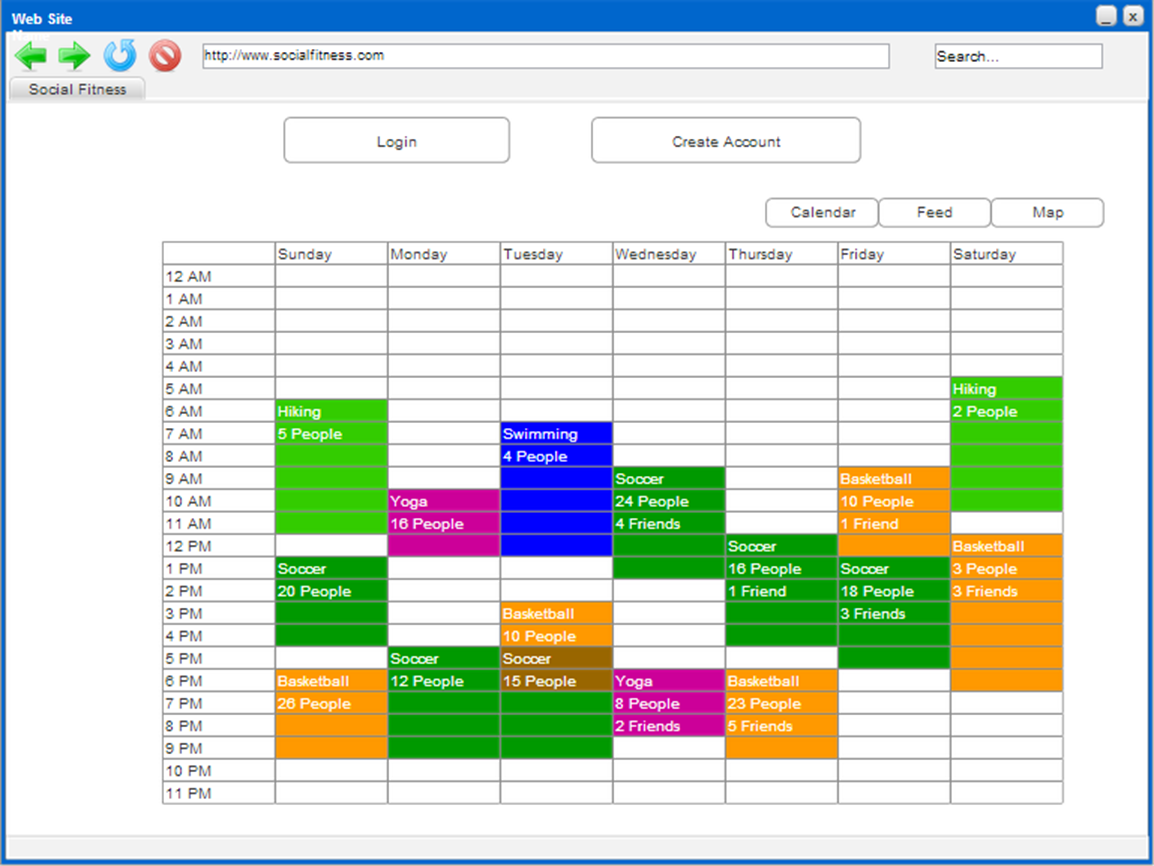 Web Site
Name
http://www.socialfitness.com
Search...
Social Fitness
Login
Create Account
Calendar Feed Map
Sunday Monday Tuesday Wednesday Thursday Friday Saturday
12 AM
1 AM
2 AM
3 AM
4 AM
5 AM Hiking
6 AM Hiking 2 People
7 AM 5 People Swimming
8 AM 4 People
9 AM Soccer Basketball
10 AM Yoga 24 People 10 People
11 AM 16 People 4 Friends 1 Friend
12 PM Soccer Basketball
1 PM Soccer 16 People Soccer 3 People
2 PM 20 People 1 Friend 18 People 3 Friends
3 PM Basketball 3 Friends
4 PM 10 People
5 PM Soccer Soccer
6 PM Basketball 12 People 15 People Yoga Basketball
7 PM 26 People 8 People 23 People
8 PM 2 Friends 5 Friends
9 PM
10 PM
11 PM